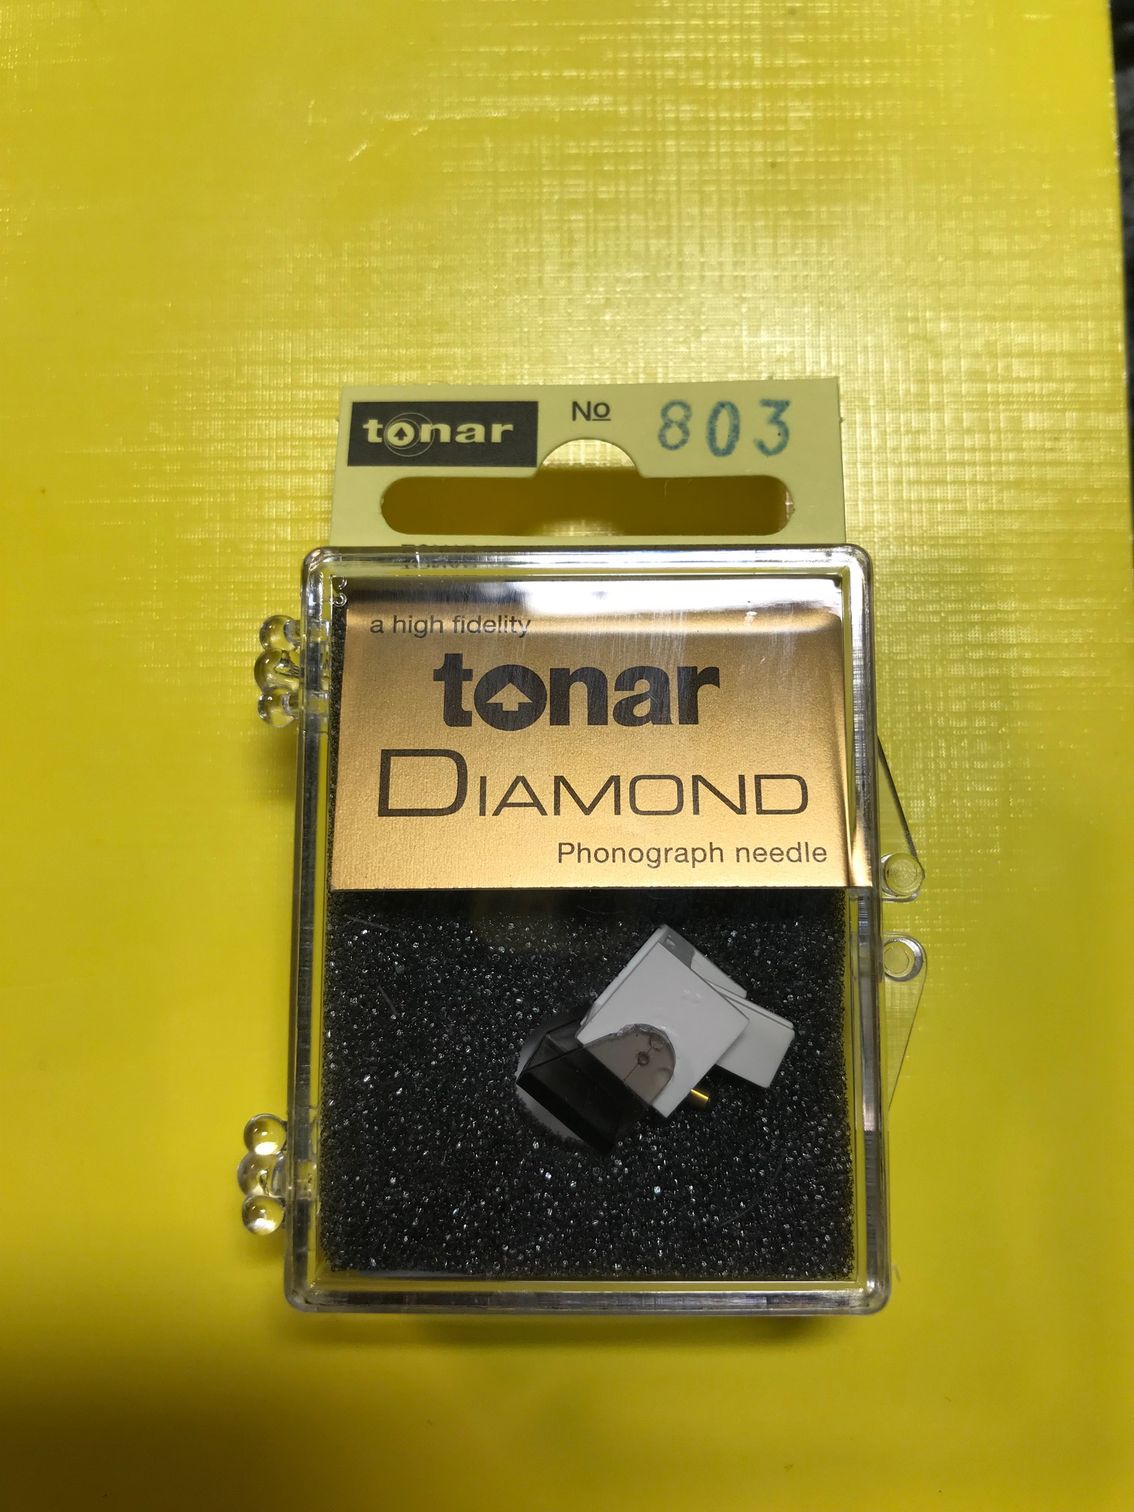 tonar No 803
a high fidelity
tonar
DIAMOND
Phonograph needle